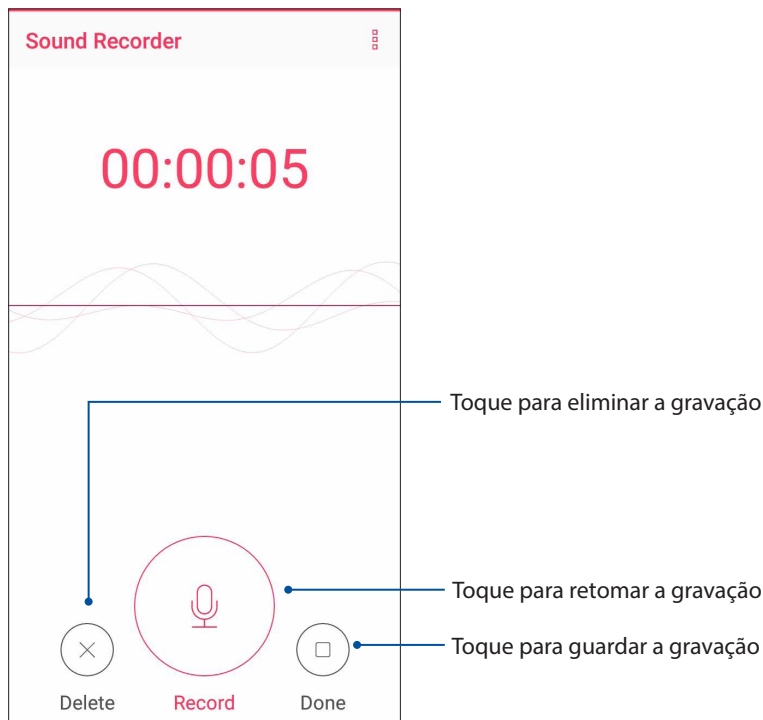 Sound Recorder
00:00:05
Toque para eliminar a gravação
Toque para retomar a gravação
Toque para guardar a gravação
Delete
Record
Done